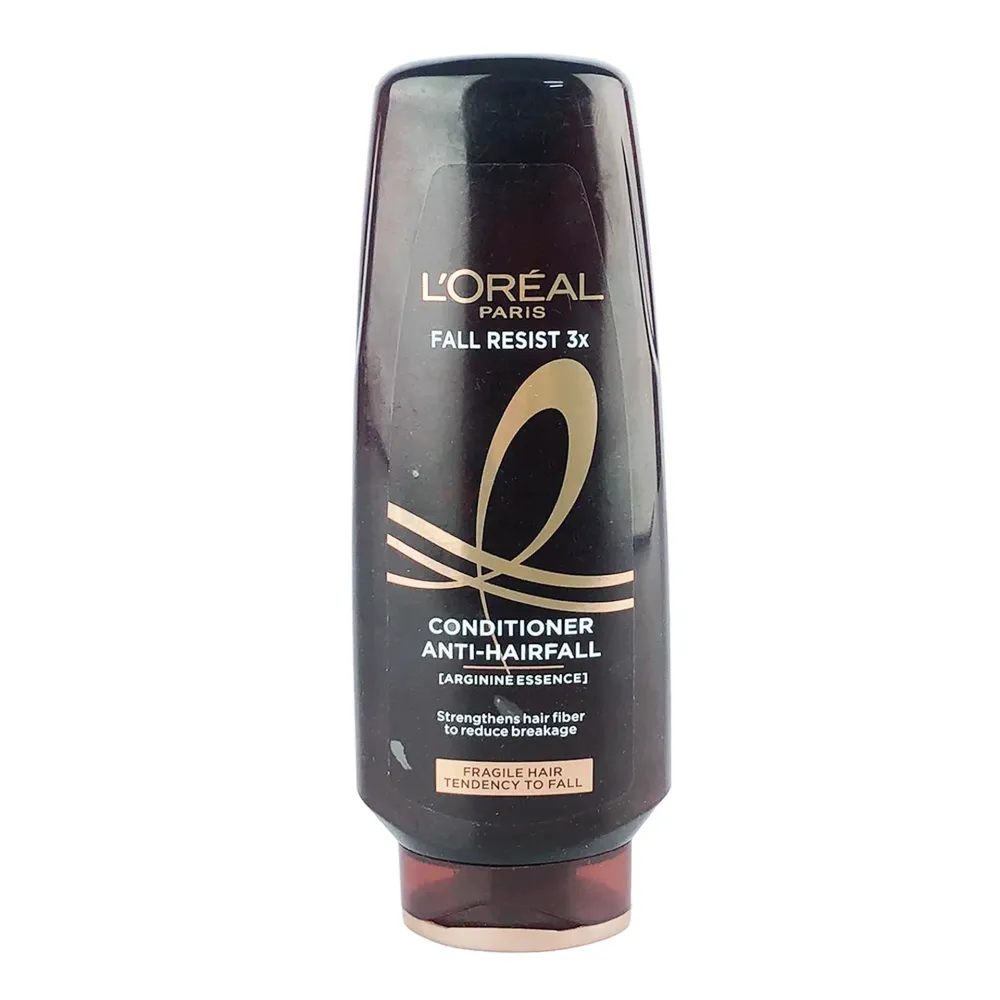 L'ORÉAL
PARIS
FALL RESIST 3x
CONDITIONER
ANTI-HAIRFALL
[ARGININE ESSENCE]
Strengthens hair fiber
to reduce breakage
FRAGILE HAIR
TENDENCY TO FALL